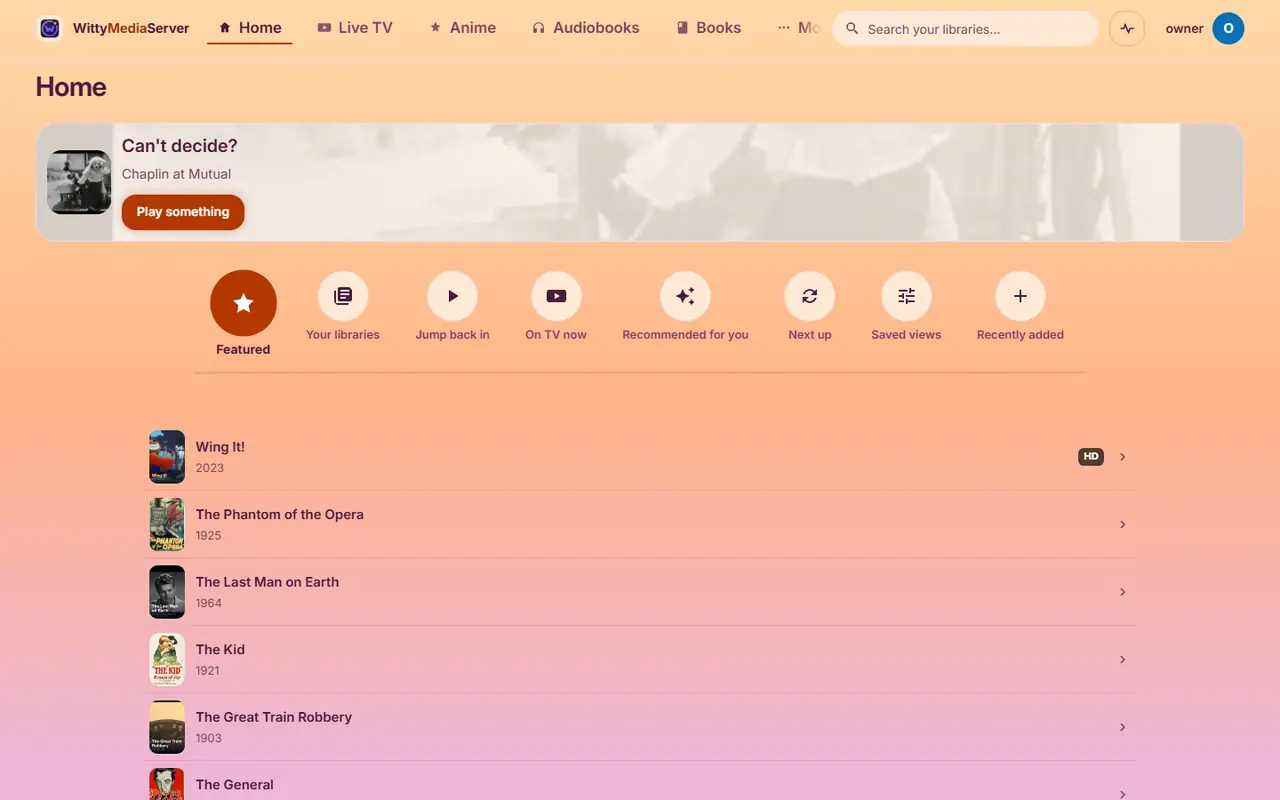 WittyMediaServer
Home
Live TV
Anime
Audiobooks
Books
Mo
Search your libraries...
owner
O
Home
Can't decide?
Chaplin at Mutual
Play something
Featured
Your libraries
Jump back in
On TV now
Recommended for you
Next up
Saved views
Recently added
Wing It!
2023
HD
The Phantom of the Opera
1925
The Last Man on Earth
1964
The Kid
1921
The Great Train Robbery
1903
The General